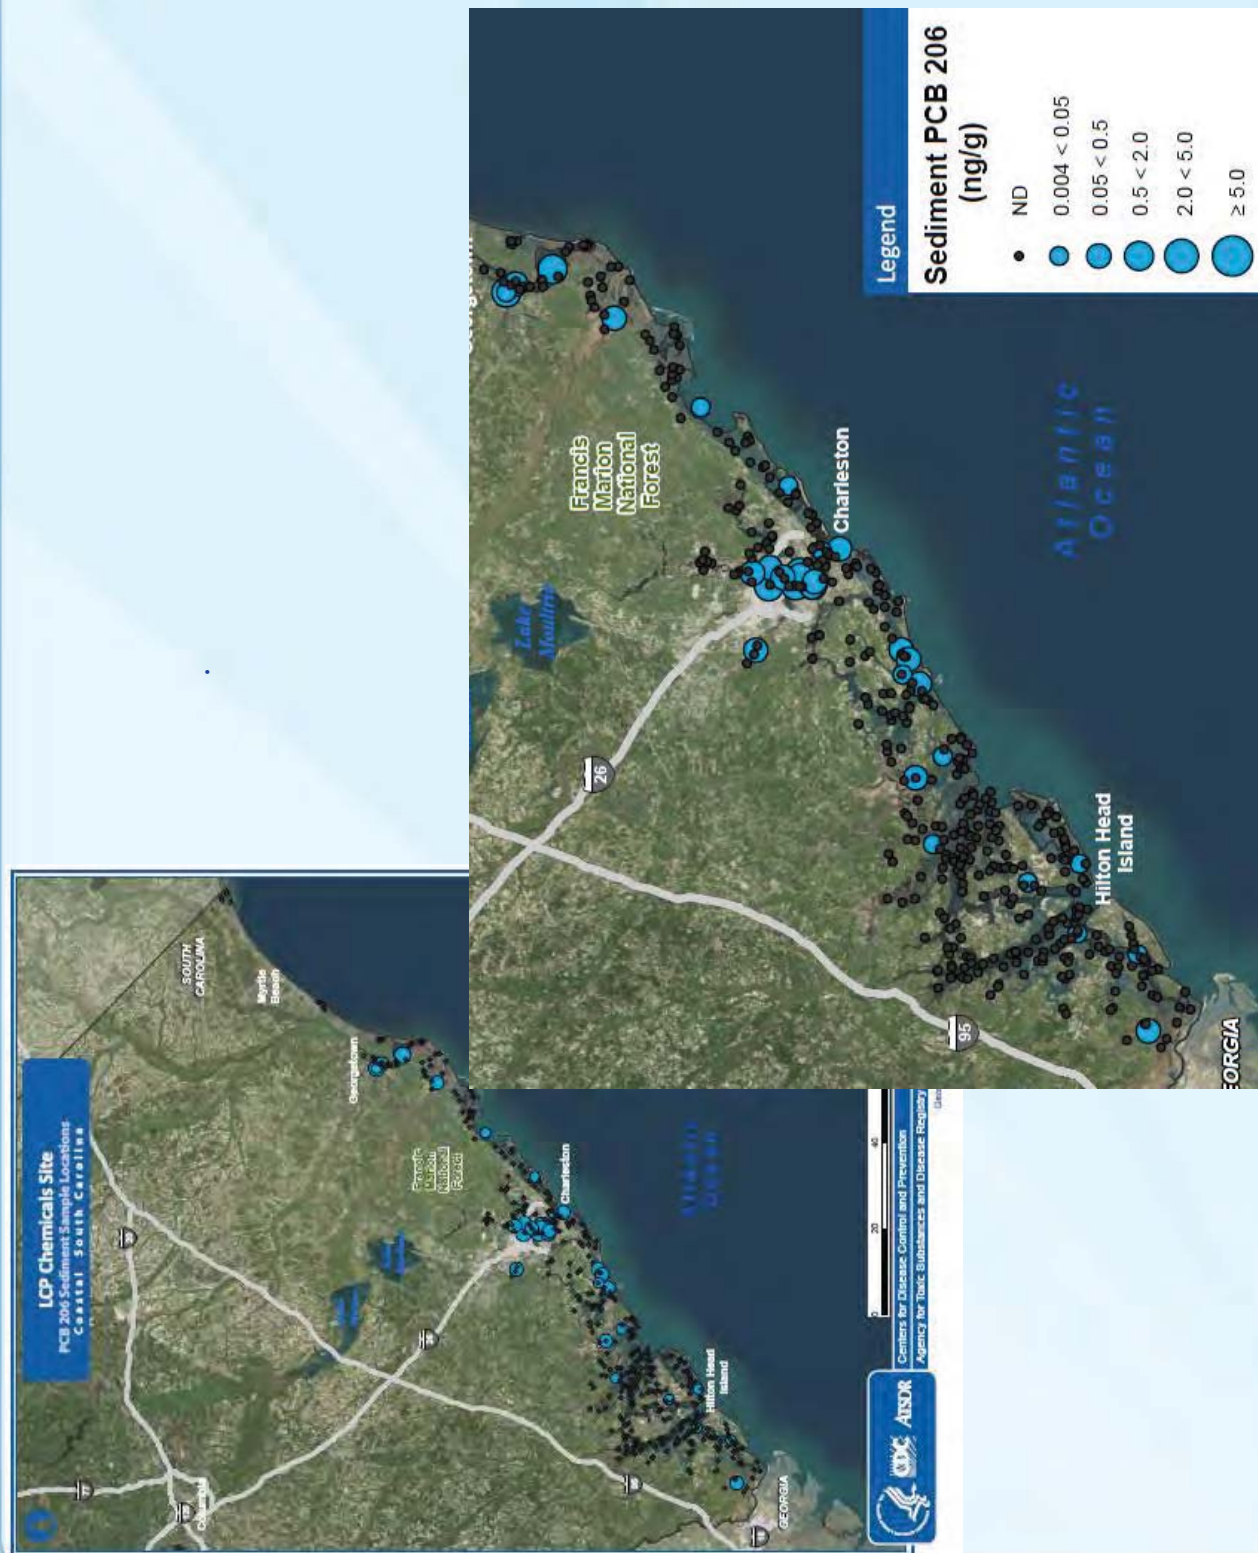 LCP Chemicals Site
PCB 206 Sediment Sample Locations
Coastal South Carolina
SOUTH
CAROLINA
Myrtle
Beach
Georgetown
Francis
Marion
National
Forest
Charleston
Hilton Head
Island
GEORGIA
Atlantic
Ocean
95
0
20
40
Centers for Disease Control and Prevention
Agency for Toxic Substances and Disease Registry
CDC
ATSDR
Francis
Marion
National
Forest
Lake
Moultrie
Charleston
26
95
Hilton Head
Island
EORGIA
Atlantic
Ocean
Legend
Sediment PCB 206
(ng/g)
ND
0.004 < 0.05
0.05 < 0.5
0.5 < 2.0
2.0 < 5.0
≥ 5.0